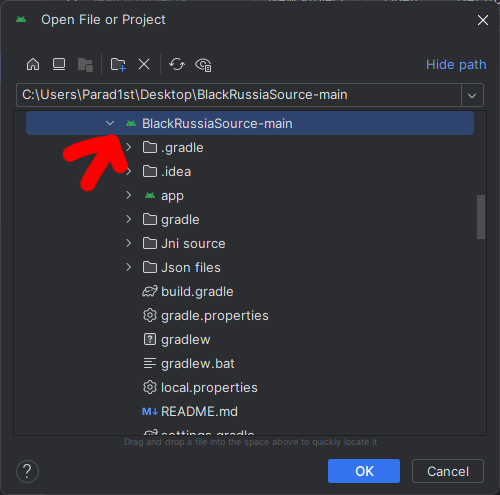 Open File or Project
Hide path
C:\Users\Parad1st\Desktop\BlackRussiaSource-main
BlackRussiaSource-main
.gradle
.idea
app
gradle
Jni source
Json files
build.gradle
gradle.properties
gradlew
gradlew.bat
local.properties
README.md
settings.gradle
Drag and drop a file into the space above to quickly locate it
OK
Cancel